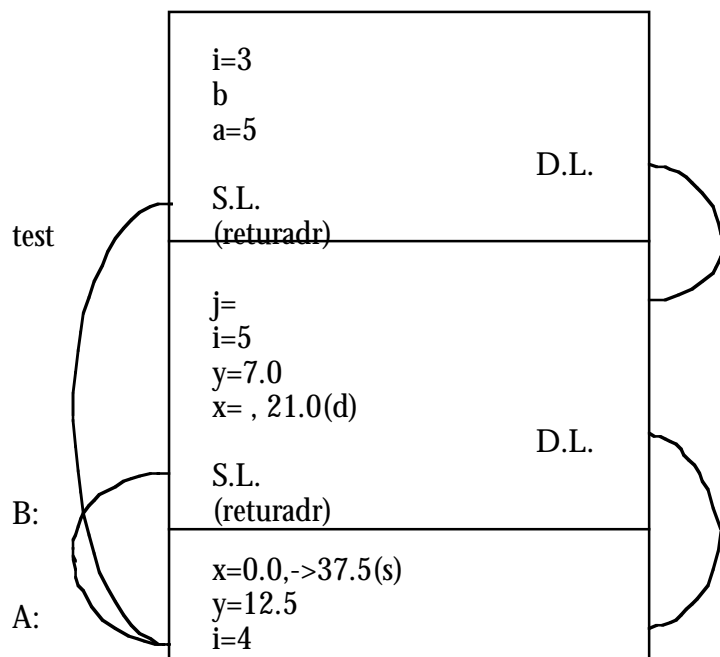 i=3
b
a=5
D.L.
S.L.
test
(returadr)
j=
i=5
y=7.0
x= , 21.0(d)
D.L.
S.L.
B:
(returadr)
x=0.0,->37.5(s)
y=12.5
A:
i=4